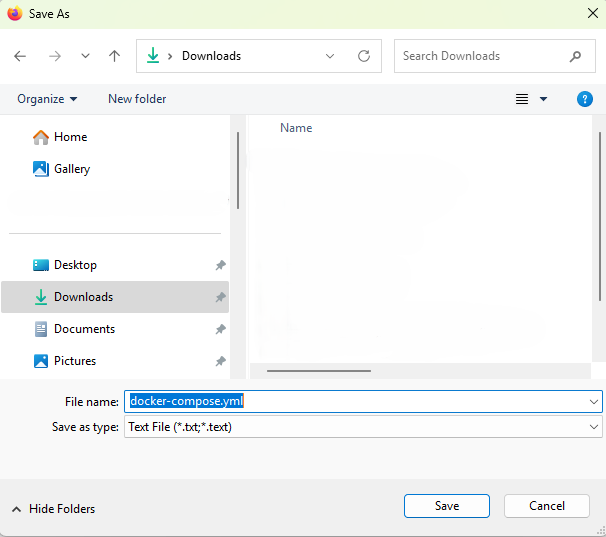 Save As
Downloads
Search Downloads
Organize
New folder
?
Home
Name
Gallery
Desktop
Downloads
Documents
Pictures
File name:
docker-compose.yml
Save as type:
Text File (*.txt;*.text)
Hide Folders
Save
Cancel